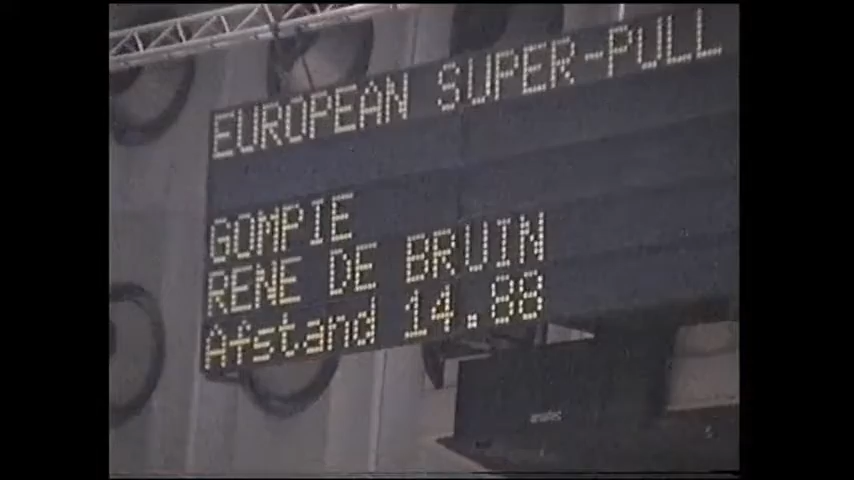 EUROPEAN SUPER-PULL
GOMPIE
RENE DE BRUIN
Afstand 14.88